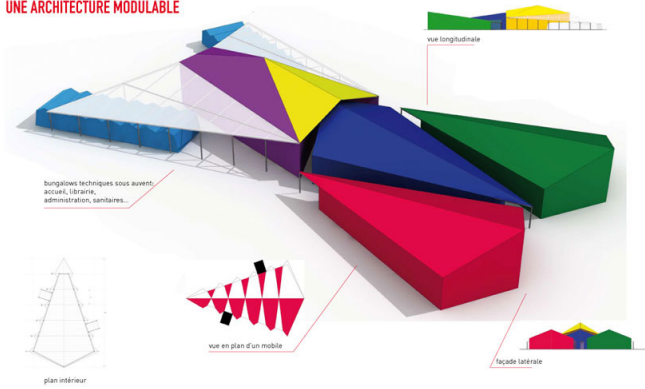 UNE ARCHITECTURE MODULABLE
vue longitudinale
bungalows techniques sous auvent:
accueil, librairie,
administration, sanitaires...
vue en plan d'un mobile
façade latérale
plan intérieur